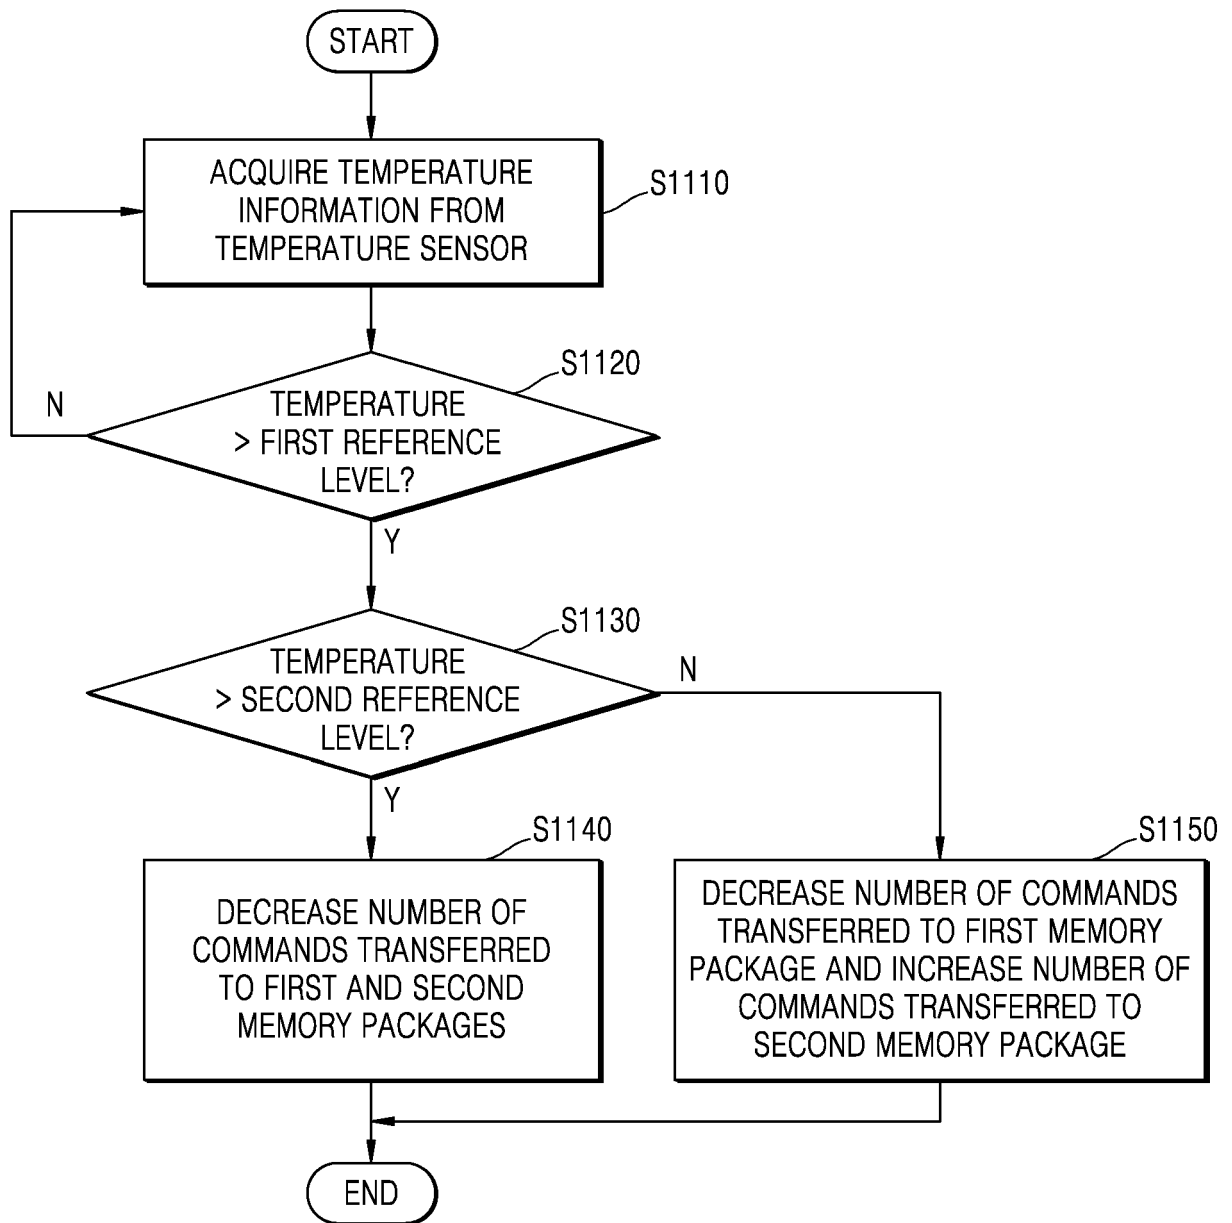 START
ACQUIRE TEMPERATURE
INFORMATION FROM
TEMPERATURE SENSOR
S1110
S1120
N
TEMPERATURE
> FIRST REFERENCE
LEVEL?
Y
S1130
TEMPERATURE
> SECOND REFERENCE
LEVEL?
N
Y
S1140
DECREASE NUMBER OF
COMMANDS TRANSFERRED
TO FIRST AND SECOND
MEMORY PACKAGES
S1150
DECREASE NUMBER OF COMMANDS
TRANSFERRED TO FIRST MEMORY
PACKAGE AND INCREASE NUMBER OF
COMMANDS TRANSFERRED TO
SECOND MEMORY PACKAGE
END